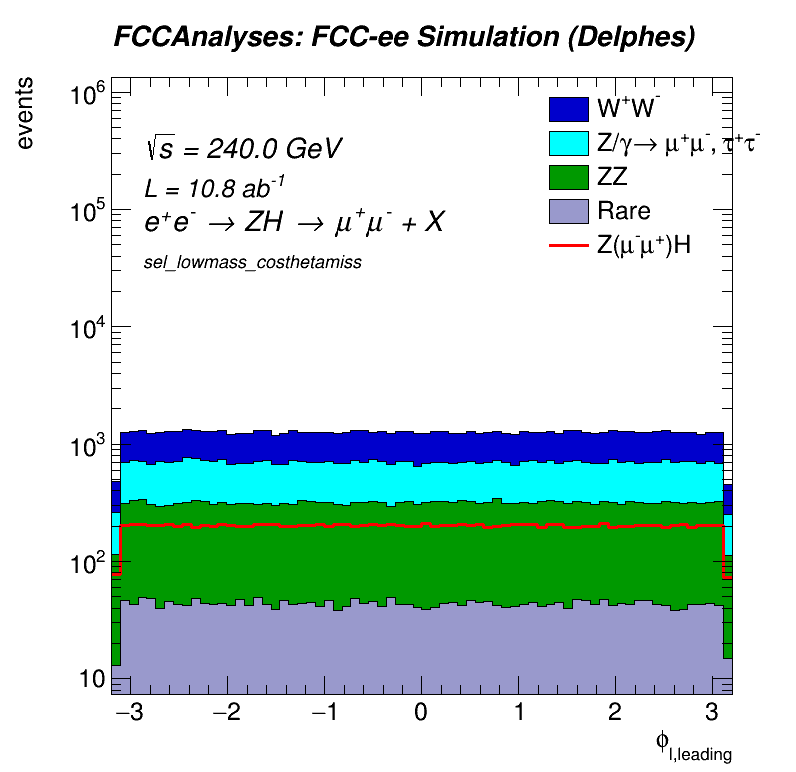 FCCAnalyses: FCC-ee Simulation (Delphes)
events
10⁶
10⁵
10⁴
10³
10²
10
√s = 240.0 GeV
L = 10.8 ab⁻¹
e⁺e⁻ → ZH → μ⁺μ⁻ + X
sel_lowmass_costhetamiss
W⁺W⁻
Z/γ→ μ⁺μ⁻, τ⁺τ⁻
ZZ
Rare
Z(μ⁻μ⁺)H
−3 −2 −1 0 1 2 3
ϕl,leading